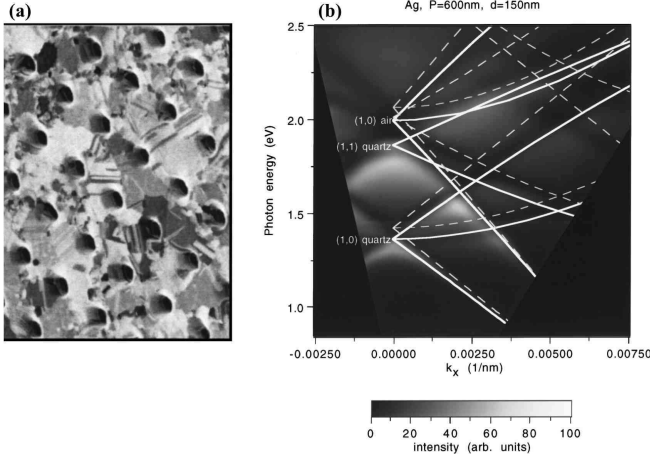 (a)
(b)
Ag, P=600nm, d=150nm
2.5
2.0
1.5
1.0
Photon energy (eV)
(1,0) air
(1,1) quartz
(1,0) quartz
-0.00250 0.00000 0.00250 0.00500 0.00750
kx (1/nm)
0 20 40 60 80 100
intensity (arb. units)